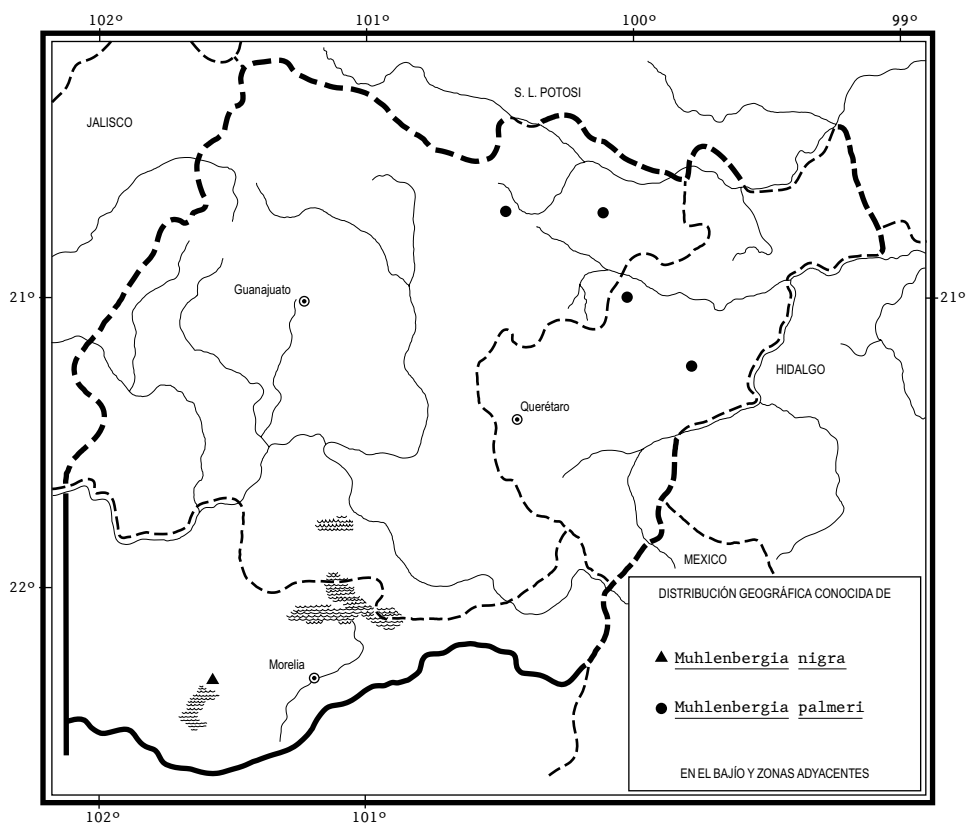 102º 101º 100º 99º
S. L. POTOSI
JALISCO
Guanajuato
21º 21º
HIDALGO
Querétaro
MEXICO
22º
DISTRIBUCIÓN GEOGRÁFICA CONOCIDA DE
Muhlenbergia nigra
Morelia
Muhlenbergia palmeri
EN EL BAJÍO Y ZONAS ADYACENTES
102º 101º